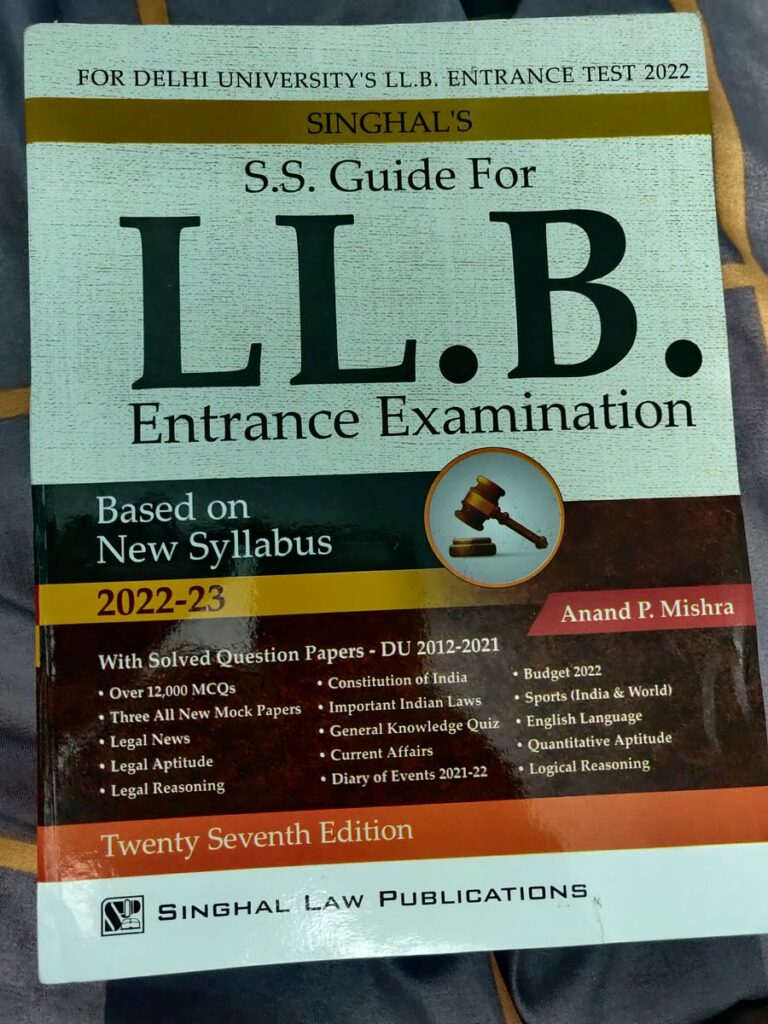 FOR DELHI UNIVERSITY'S LL.B. ENTRANCE TEST 2022
SINGHAL'S
S.S. Guide For
LL.B.
Entrance Examination
Based on
New Syllabus
2022-23
Anand P. Mishra
With Solved Question Papers - DU 2012-2021
• Over 12,000 MCQs
• Three All New Mock Papers
• Legal News
• Legal Aptitude
• Legal Reasoning
• Constitution of India
• Important Indian Laws
• General Knowledge Quiz
• Current Affairs
• Diary of Events 2021-22
• Budget 2022
• Sports (India & World)
• English Language
• Quantitative Aptitude
• Logical Reasoning
Twenty Seventh Edition
SINGHAL LAW PUBLICATIONS